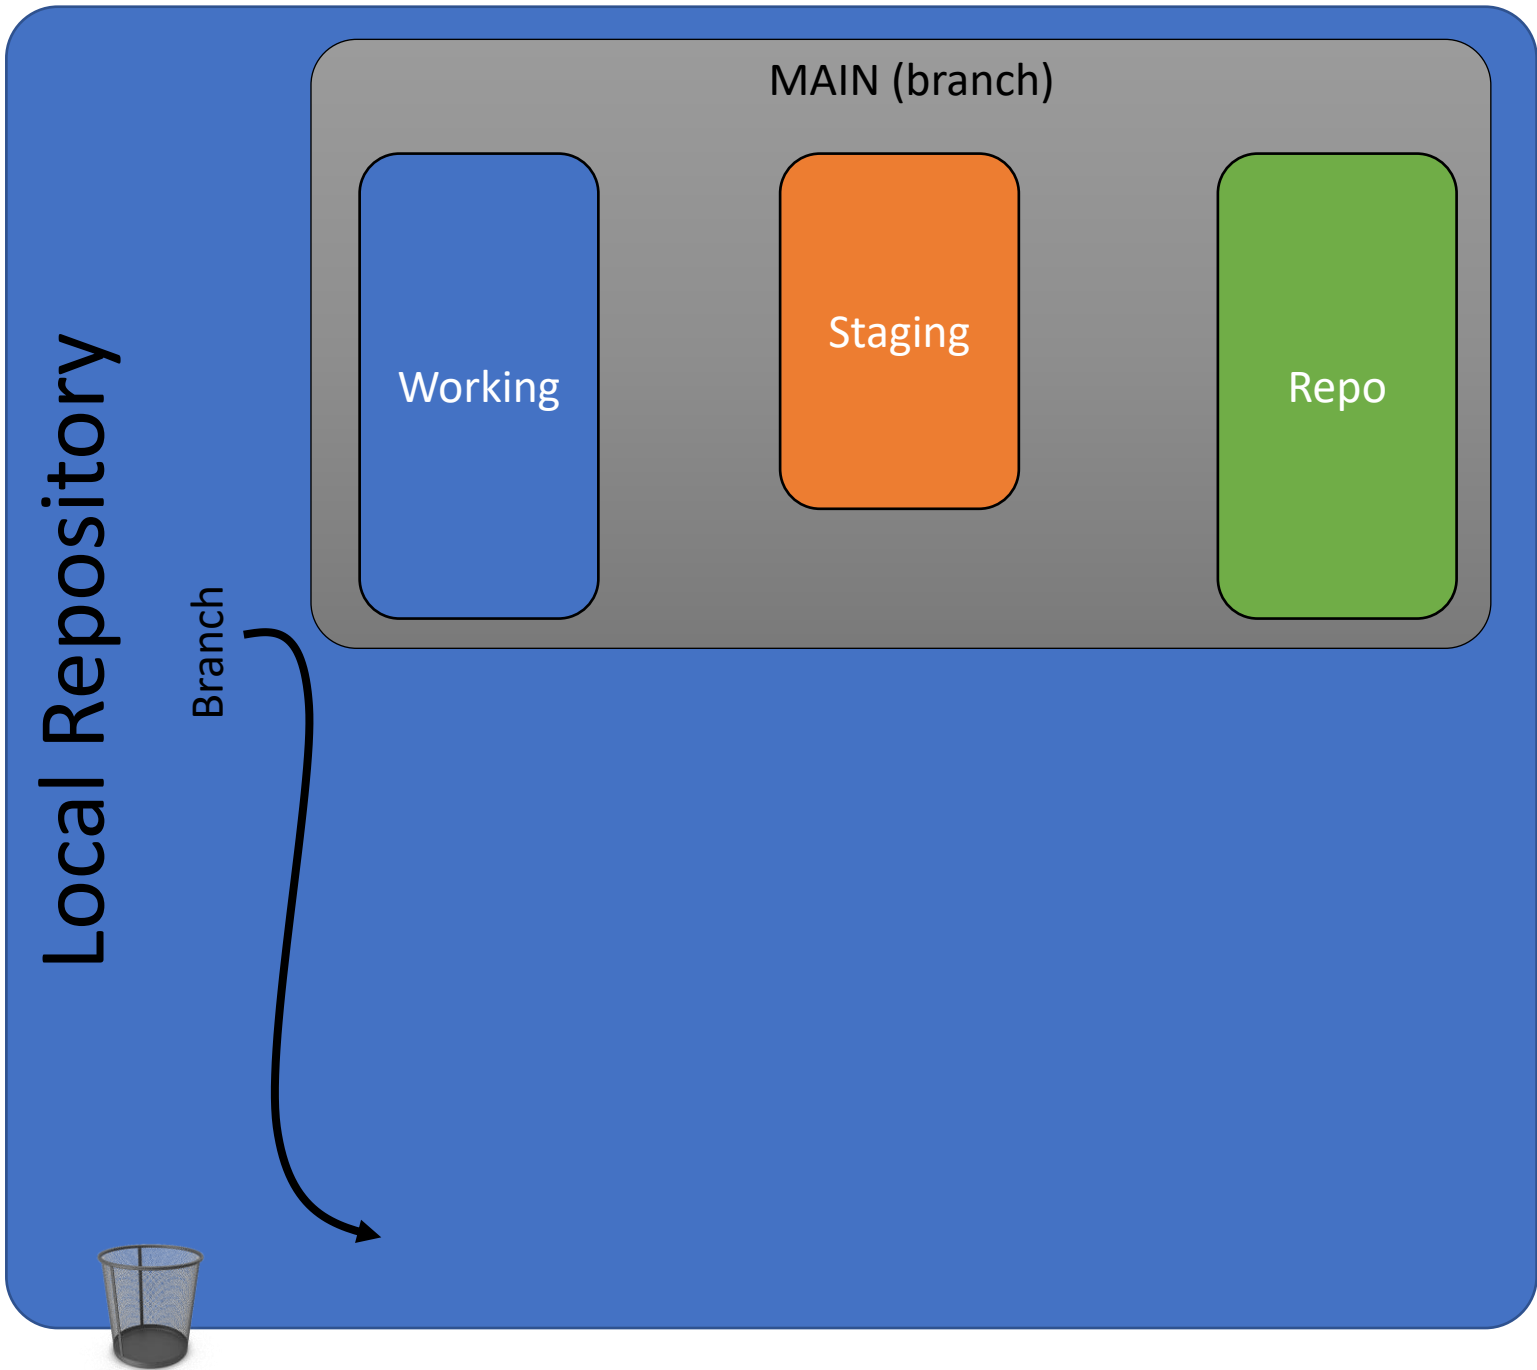 Local Repository
MAIN (branch)
Working
Staging
Repo
Branch